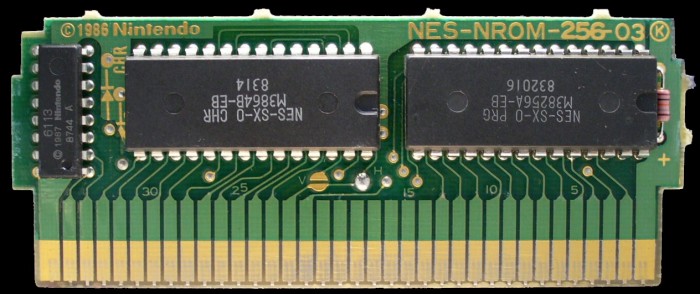 ©1986 Nintendo
NES-NROM-256-03 K
CHR
6113
© 1987 Nintendo
8744 A
NES-SX-0 CHR
M3864B-EB
8314
NES-SX-0 PRG
M38256A-EB
832016
+
30 25 V H 15 10 5